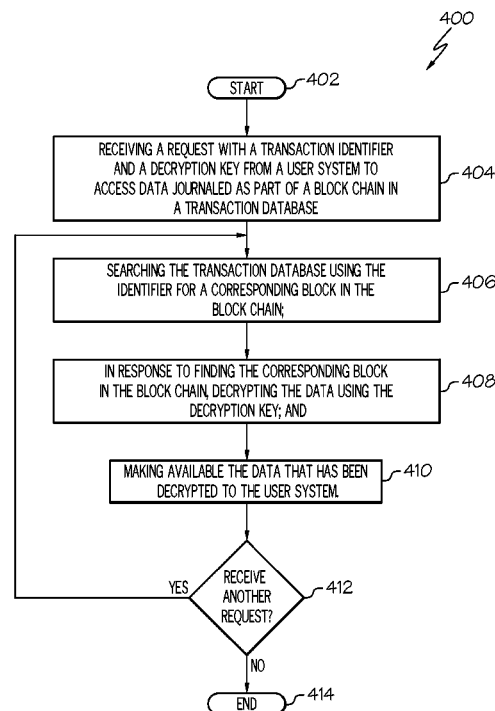 400
START
402
RECEIVING A REQUEST WITH A TRANSACTION IDENTIFIER
AND A DECRYPTION KEY FROM A USER SYSTEM TO
ACCESS DATA JOURNALED AS PART OF A BLOCK CHAIN IN
A TRANSACTION DATABASE
404
SEARCHING THE TRANSACTION DATABASE USING THE
IDENTIFIER FOR A CORRESPONDING BLOCK IN THE
BLOCK CHAIN;
406
IN RESPONSE TO FINDING THE CORRESPONDING BLOCK
IN THE BLOCK CHAIN, DECRYPTING THE DATA USING THE
DECRYPTION KEY; AND
408
MAKING AVAILABLE THE DATA THAT HAS BEEN
DECRYPTED TO THE USER SYSTEM.
410
YES
RECEIVE
ANOTHER
REQUEST?
412
NO
END
414